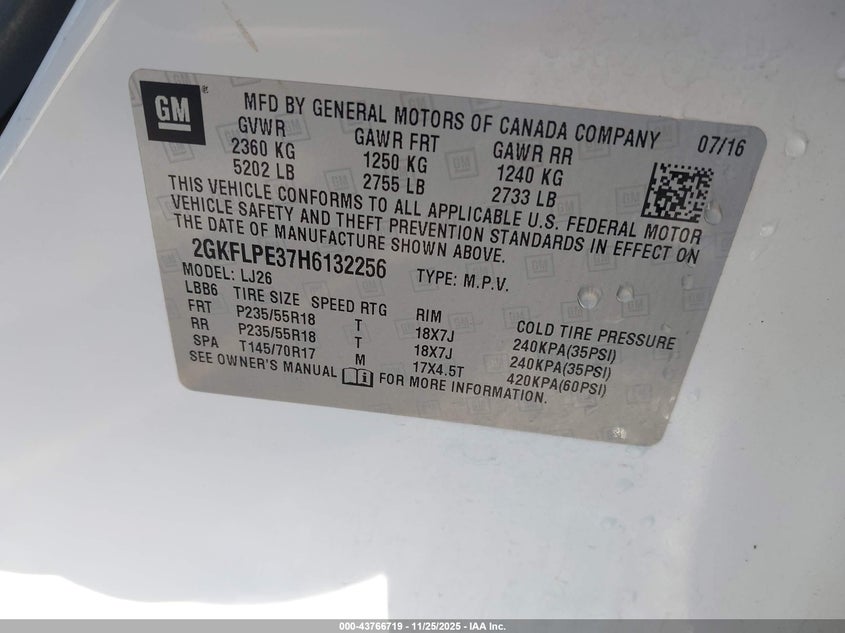 GM
MFD BY GENERAL MOTORS OF CANADA COMPANY 07/16
GVWR GAWR FRT GAWR RR
2360 KG 1250 KG 1240 KG
5202 LB 2755 LB 2733 LB
THIS VEHICLE CONFORMS TO ALL APPLICABLE U.S. FEDERAL MOTOR
VEHICLE SAFETY AND THEFT PREVENTION STANDARDS IN EFFECT ON
THE DATE OF MANUFACTURE SHOWN ABOVE.
2GKFLPE37H6132256 TYPE: M.P.V.
MODEL: LJ26
LBB6 TIRE SIZE SPEED RTG RIM COLD TIRE PRESSURE
FRT P235/55R18 T 18X7J 240KPA(35PSI)
RR P235/55R18 T 18X7J 240KPA(35PSI)
SPA T145/70R17 M 17X4.5T 420KPA(60PSI)
SEE OWNER'S MANUAL FOR MORE INFORMATION.
000-43766719 - 11/25/2025 - IAA Inc.